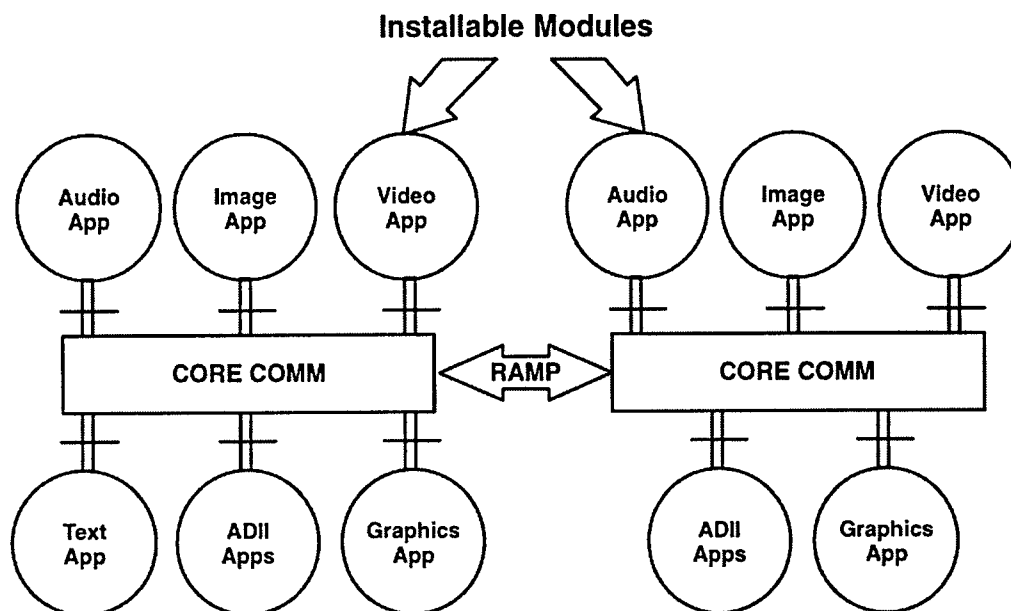 Installable Modules
Audio
App
Image
App
Video
App
Audio
App
Image
App
Video
App
CORE COMM
RAMP
CORE COMM
Text
App
ADII
Apps
Graphics
App
ADII
Apps
Graphics
App